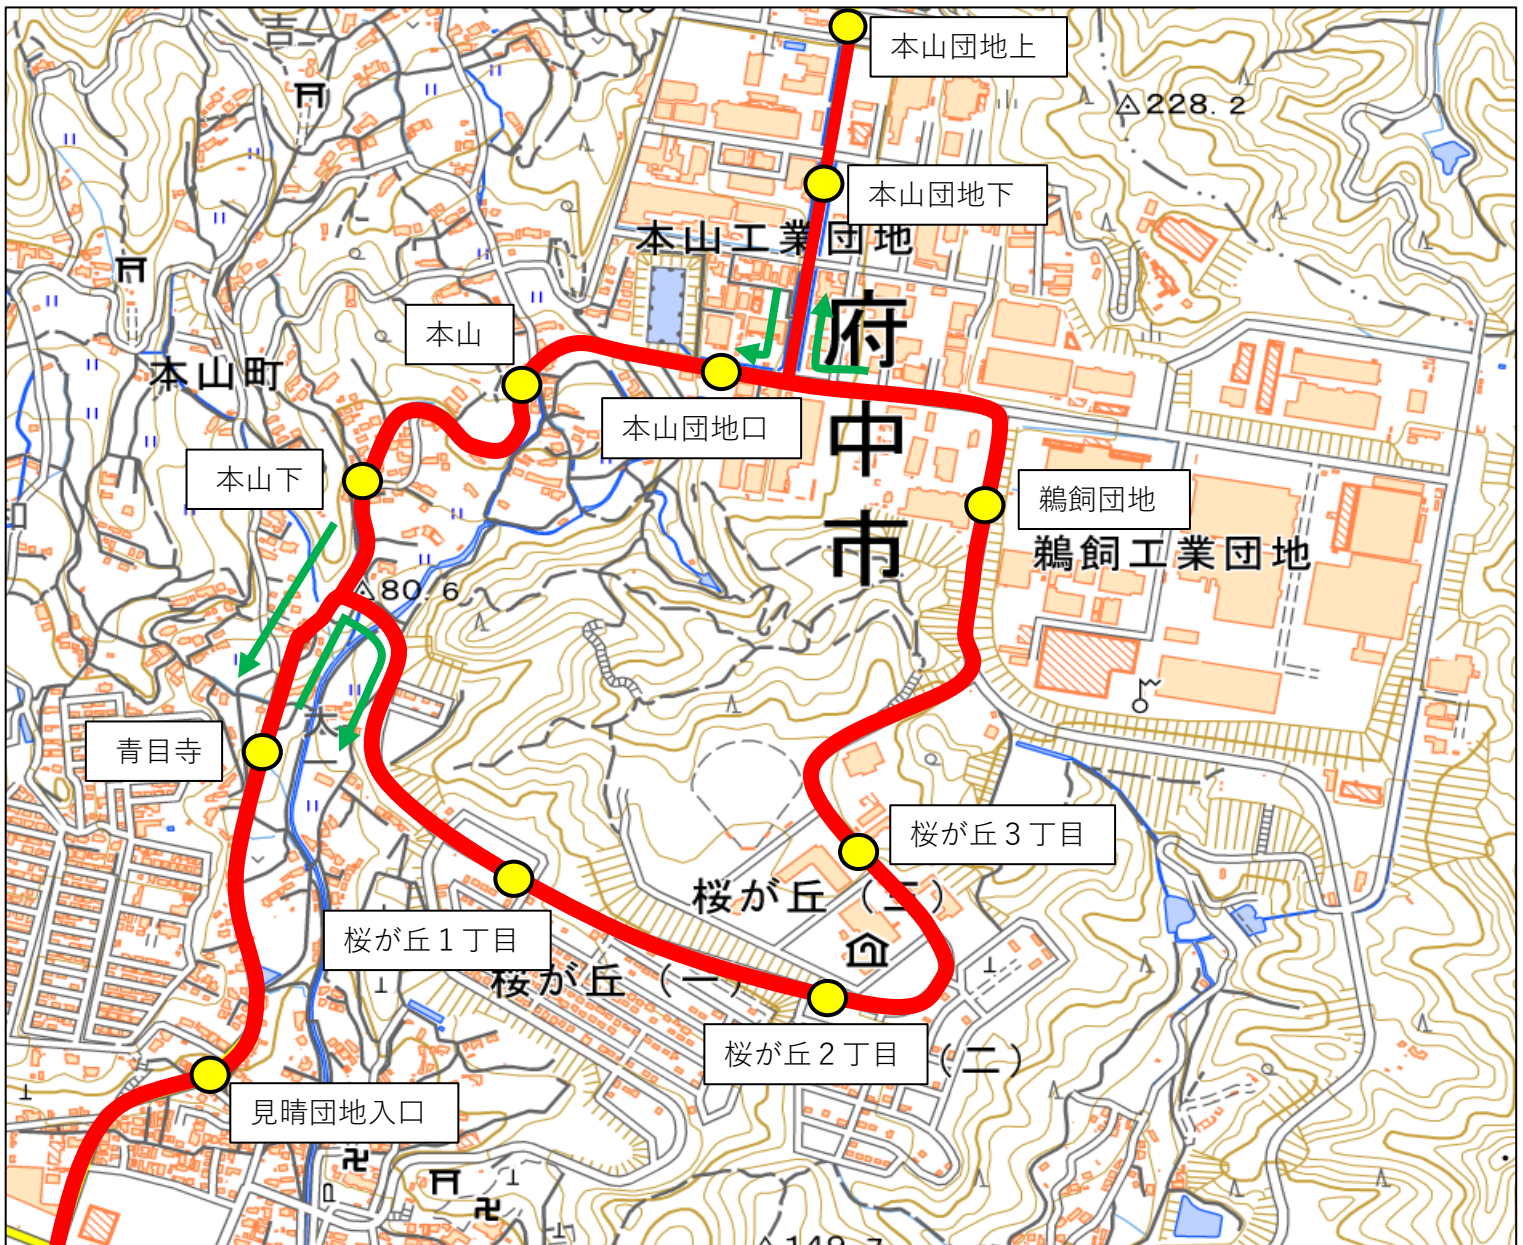 吉
本山団地上
228.2
本山団地下
本山工業団地
府中市
本山
本山町
本山団地口
本山下
鵜飼団地
鵜飼工業団地
80.6
青目寺
桜が丘３丁目
桜が丘（三）
桜が丘１丁目
桜が丘（一）
桜が丘２丁目
（二）
見晴団地入口